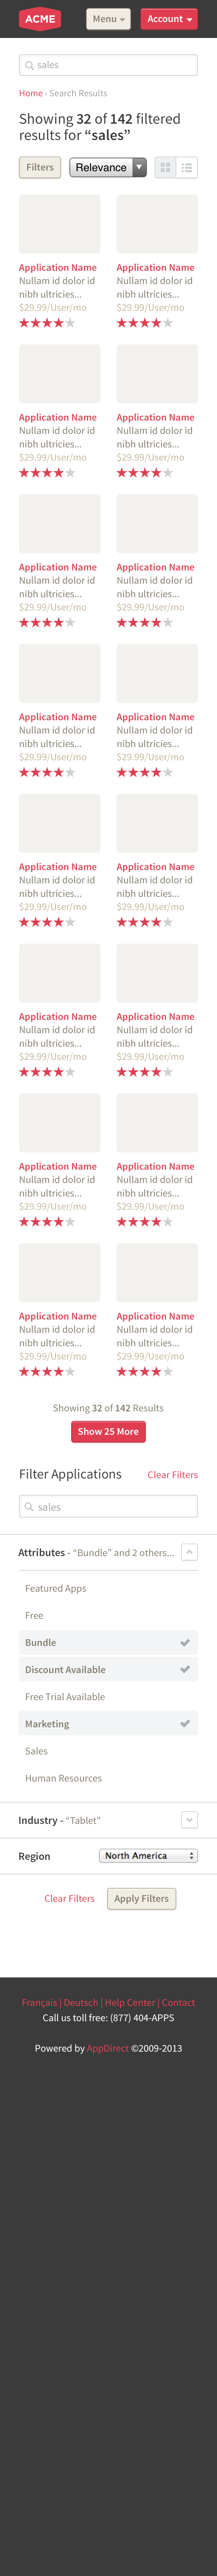 ACME Menu Account
sales
Home › Search Results
Showing 32 of 142 filtered
results for “sales”
Filters Relevance
Application Name Application Name
Nullam id dolor id Nullam id dolor id
nibh ultricies... nibh ultricies...
$29.99/User/mo $29.99/User/mo
Application Name Application Name
Nullam id dolor id Nullam id dolor id
nibh ultricies... nibh ultricies...
$29.99/User/mo $29.99/User/mo
Application Name Application Name
Nullam id dolor id Nullam id dolor id
nibh ultricies... nibh ultricies...
$29.99/User/mo $29.99/User/mo
Application Name Application Name
Nullam id dolor id Nullam id dolor id
nibh ultricies... nibh ultricies...
$29.99/User/mo $29.99/User/mo
Application Name Application Name
Nullam id dolor id Nullam id dolor id
nibh ultricies... nibh ultricies...
$29.99/User/mo $29.99/User/mo
Application Name Application Name
Nullam id dolor id Nullam id dolor id
nibh ultricies... nibh ultricies...
$29.99/User/mo $29.99/User/mo
Application Name Application Name
Nullam id dolor id Nullam id dolor id
nibh ultricies... nibh ultricies...
$29.99/User/mo $29.99/User/mo
Application Name Application Name
Nullam id dolor id Nullam id dolor id
nibh ultricies... nibh ultricies...
$29.99/User/mo $29.99/User/mo
Showing 32 of 142 Results
Show 25 More
Filter Applications Clear Filters
sales
Attributes - “Bundle” and 2 others...
Featured Apps
Free
Bundle
Discount Available
Free Trial Available
Marketing
Sales
Human Resources
Industry - “Tablet”
Region North America
Clear Filters Apply Filters
Français | Deutsch | Help Center | Contact
Call us toll free: (877) 404-APPS
Powered by AppDirect ©2009-2013